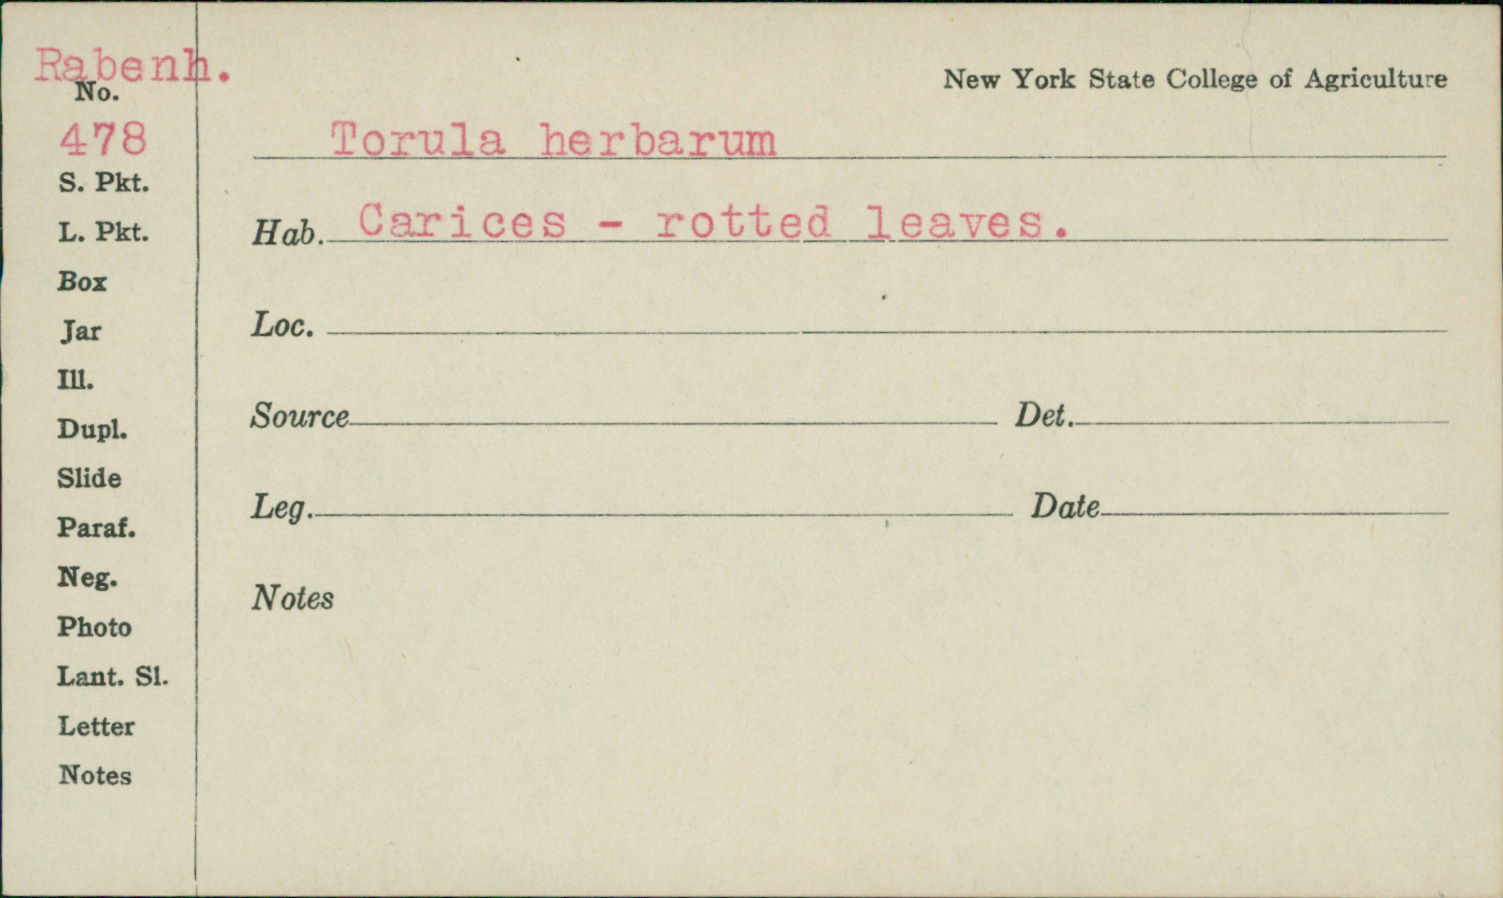 Rabenh.
No.
478
New York State College of Agriculture
Torula herbarum
S. Pkt.
L. Pkt.
Hab. Carices - rotted leaves.
Box
Jar
Loc.
Ill.
Dupl.
Source Det.
Slide
Paraf.
Leg. Date
Neg.
Notes
Photo
Lant. Sl.
Letter
Notes